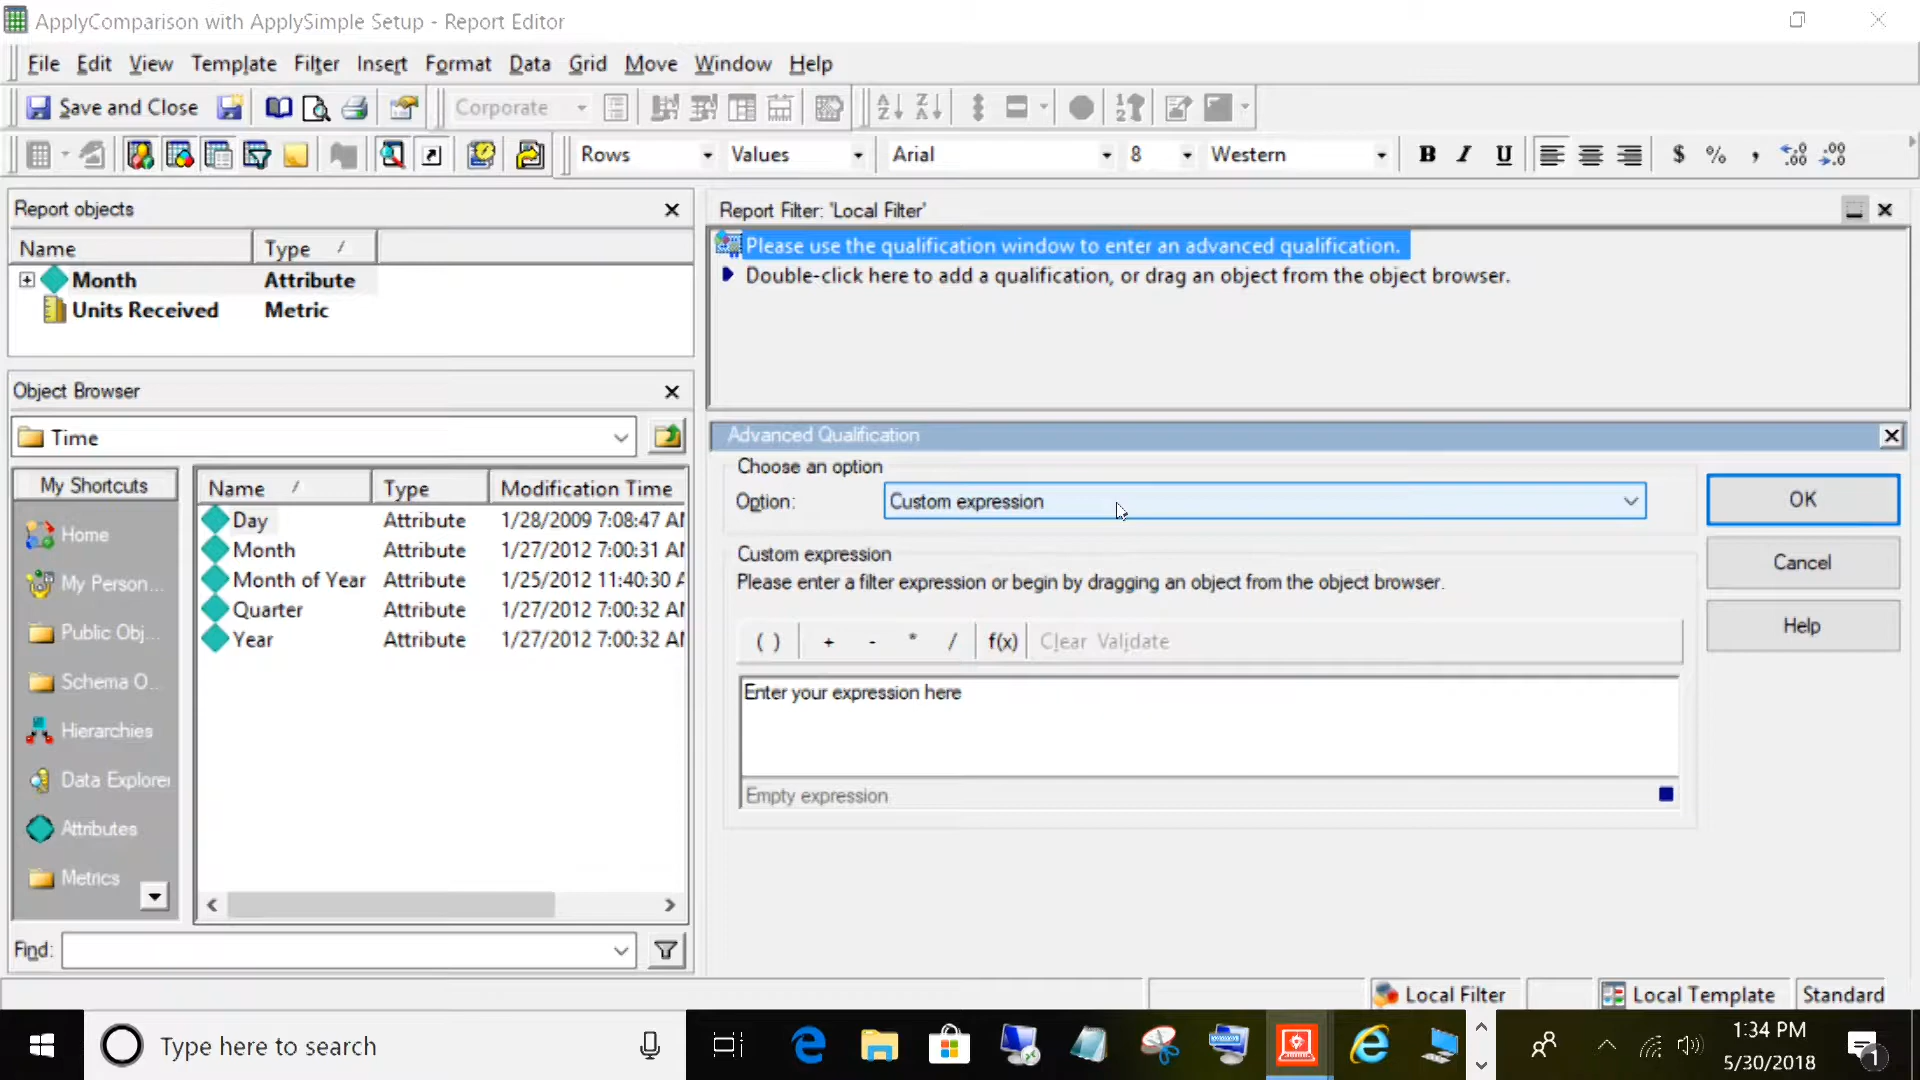 ApplyComparison with ApplySimple Setup - Report Editor
File Edit View Template Filter Insert Format Data Grid Move Window Help
Save and Close Corporate
Rows Values Arial 8 Western B I U $ % ,
Report objects
Name Type
Month Attribute
Units Received Metric
Report Filter: 'Local Filter'
Please use the qualification window to enter an advanced qualification.
Double-click here to add a qualification, or drag an object from the object browser.
Object Browser
Time
My Shortcuts
Home
My Person...
Public Obj...
Schema O...
Hierarchies
Data Explorer
Attributes
Metrics
Name Type Modification Time
Day Attribute 1/28/2009 7:08:47 AM
Month Attribute 1/27/2012 7:00:31 AM
Month of Year Attribute 1/25/2012 11:40:30 A
Quarter Attribute 1/27/2012 7:00:32 AM
Year Attribute 1/27/2012 7:00:32 AM
Find:
Advanced Qualification
Choose an option
Option: Custom expression
OK
Cancel
Help
Custom expression
Please enter a filter expression or begin by dragging an object from the object browser.
( ) + - * / f(x) Clear Validate
Enter your expression here
Empty expression
Local Filter Local Template Standard
Type here to search
1:34 PM
5/30/2018
1